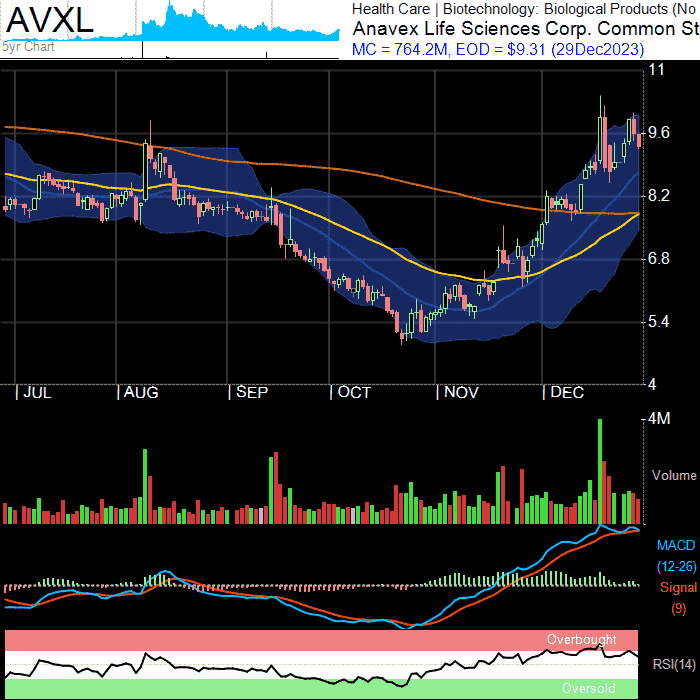 AVXL
5yr Chart
Health Care | Biotechnology: Biological Products (No
Anavex Life Sciences Corp. Common St
MC = 764.2M, EOD = $9.31 (29Dec2023)
11
9.6
8.2
6.8
5.4
4
JUL AUG SEP OCT NOV DEC
4M
Volume
MACD
(12-26)
Signal
(9)
Overbought
RSI(14)
Oversold